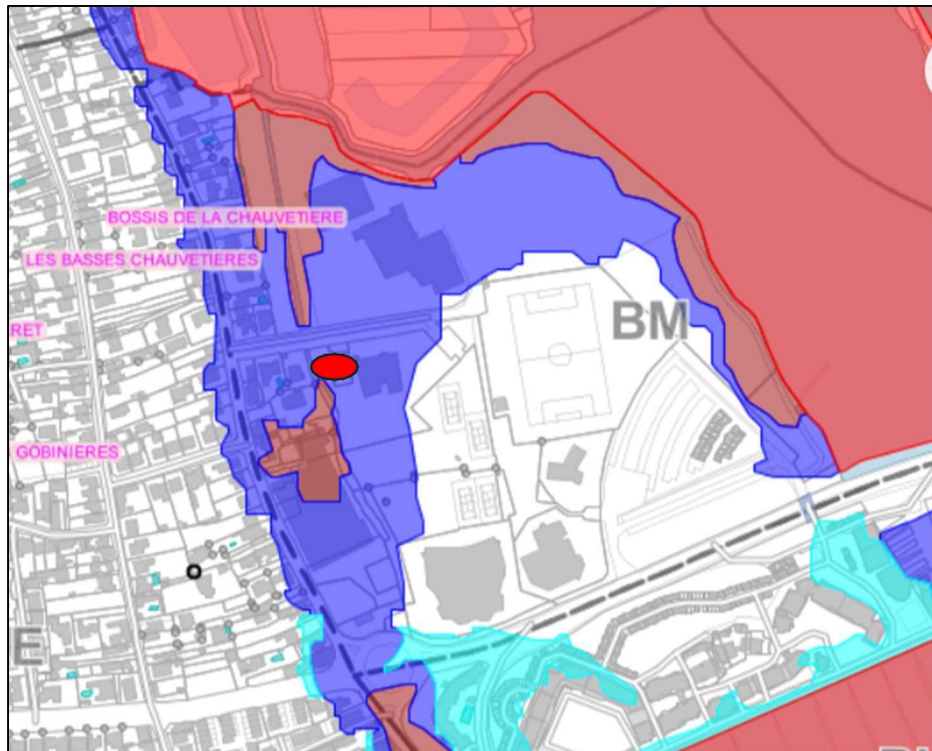 BOSSIS DE LA CHAUVETIERE
LES BASSES CHAUVETIERES
RET
BM
GOBINIERES
E